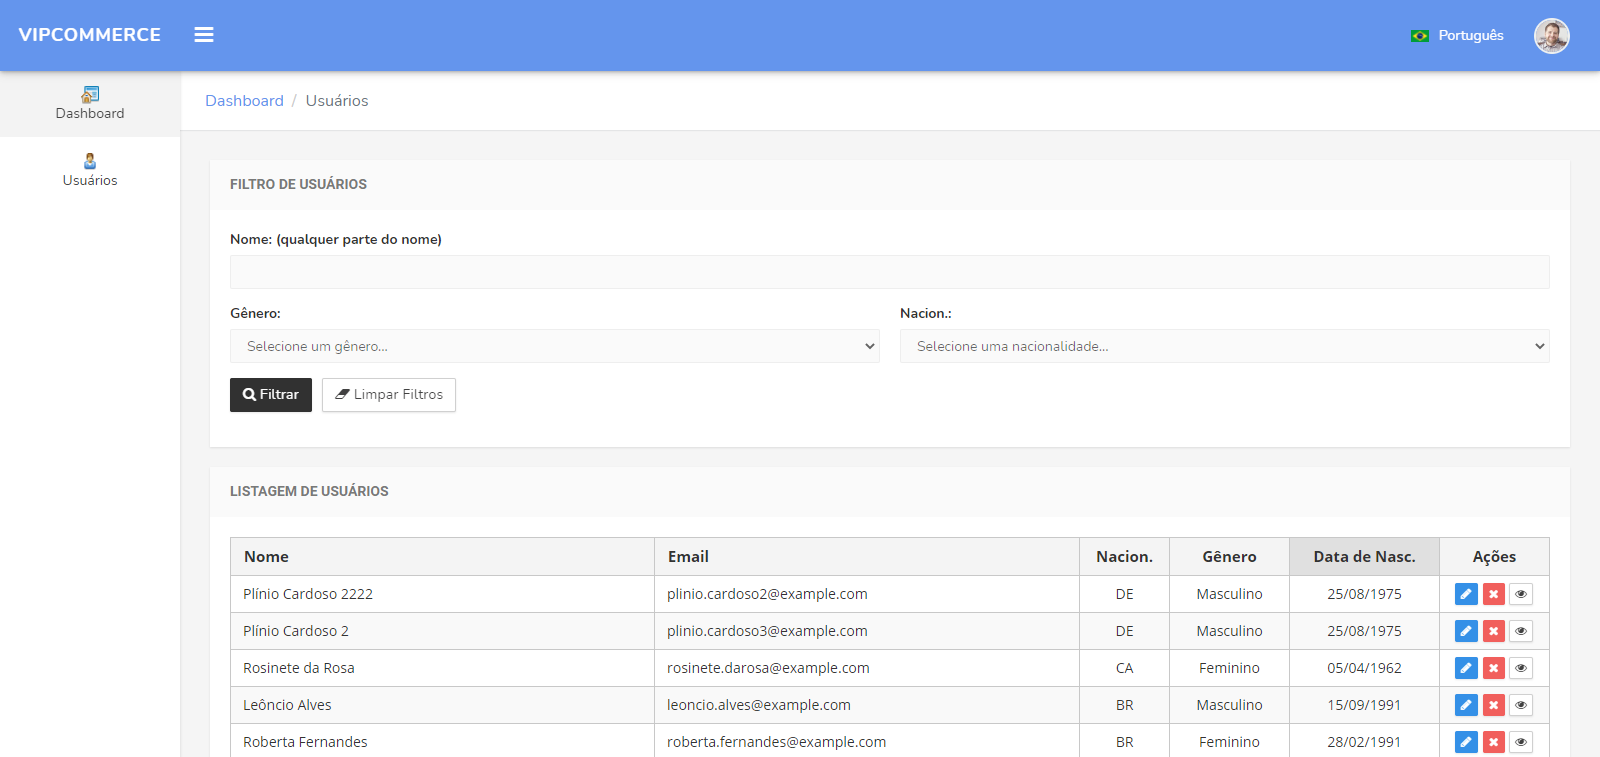 VIPCOMMERCE
Português
Dashboard
Usuários
Dashboard / Usuários
FILTRO DE USUÁRIOS
Nome: (qualquer parte do nome)
Gênero: Nacion.:
Selecione um gênero... Selecione uma nacionalidade...
Filtrar Limpar Filtros
LISTAGEM DE USUÁRIOS
Nome Email Nacion. Gênero Data de Nasc. Ações
Plínio Cardoso 2222 plinio.cardoso2@example.com DE Masculino 25/08/1975
Plínio Cardoso 2 plinio.cardoso3@example.com DE Masculino 25/08/1975
Rosinete da Rosa rosinete.darosa@example.com CA Feminino 05/04/1962
Leôncio Alves leoncio.alves@example.com BR Masculino 15/09/1991
Roberta Fernandes roberta.fernandes@example.com BR Feminino 28/02/1991